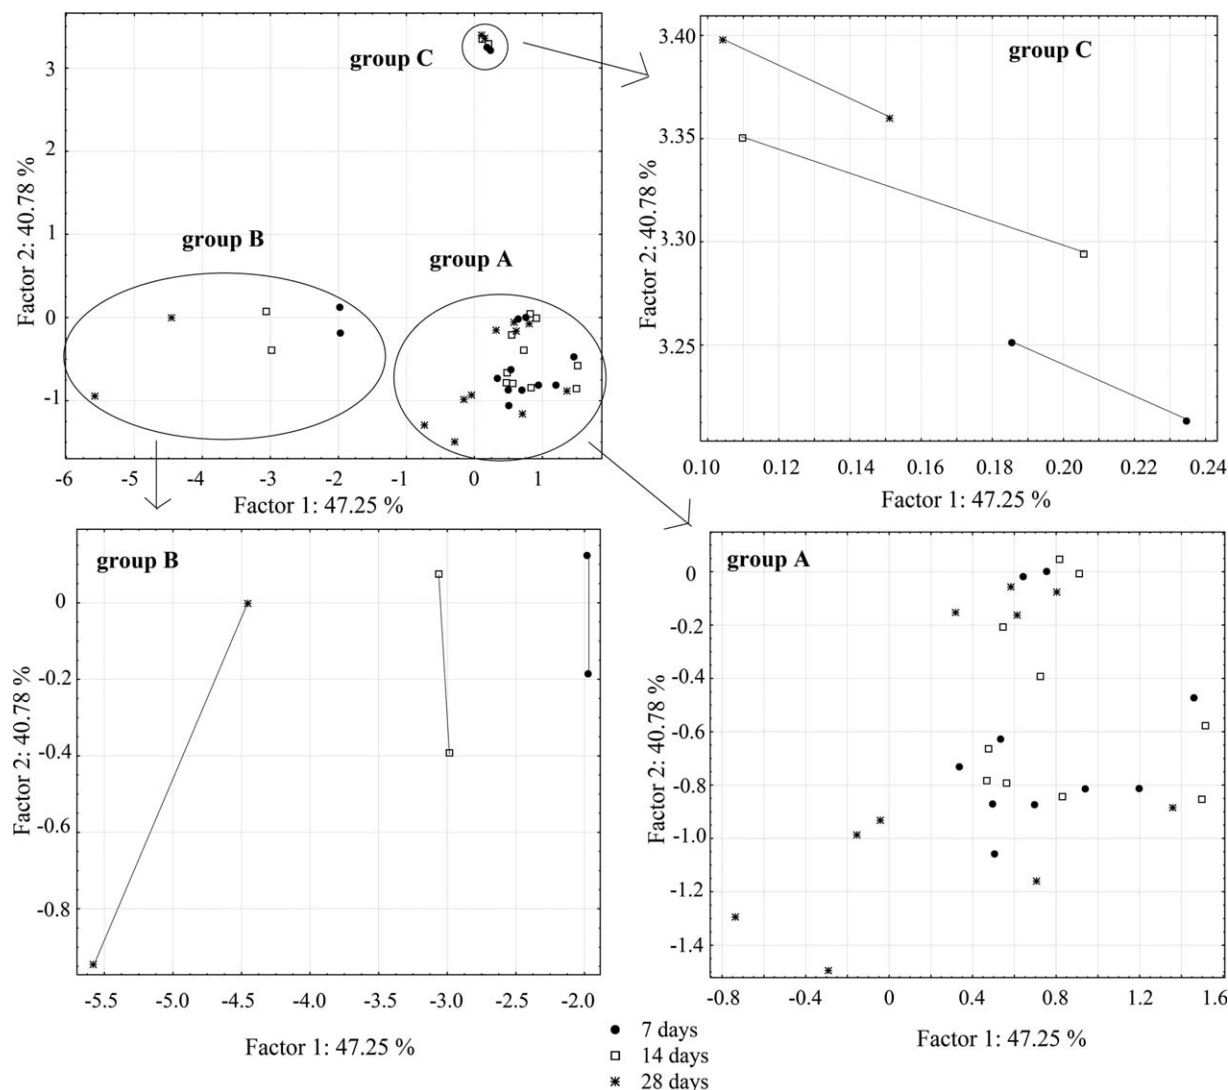 group C
group B
group A
Factor 2: 40.78 %
3
2
1
0
-1
-6 -5 -4 -3 -2 -1 0 1
Factor 1: 47.25 %
group C
Factor 2: 40.78 %
3.40
3.35
3.30
3.25
0.10 0.12 0.14 0.16 0.18 0.20 0.22 0.24
Factor 1: 47.25 %
group B
Factor 2: 40.78 %
0
-0.2
-0.4
-0.6
-0.8
-5.5 -5.0 -4.5 -4.0 -3.5 -3.0 -2.5 -2.0
Factor 1: 47.25 %
group A
Factor 2: 40.78 %
0
-0.2
-0.4
-0.6
-0.8
-1.0
-1.2
-1.4
-0.8 -0.4 0 0.4 0.8 1.2 1.6
Factor 1: 47.25 %
7 days
14 days
28 days